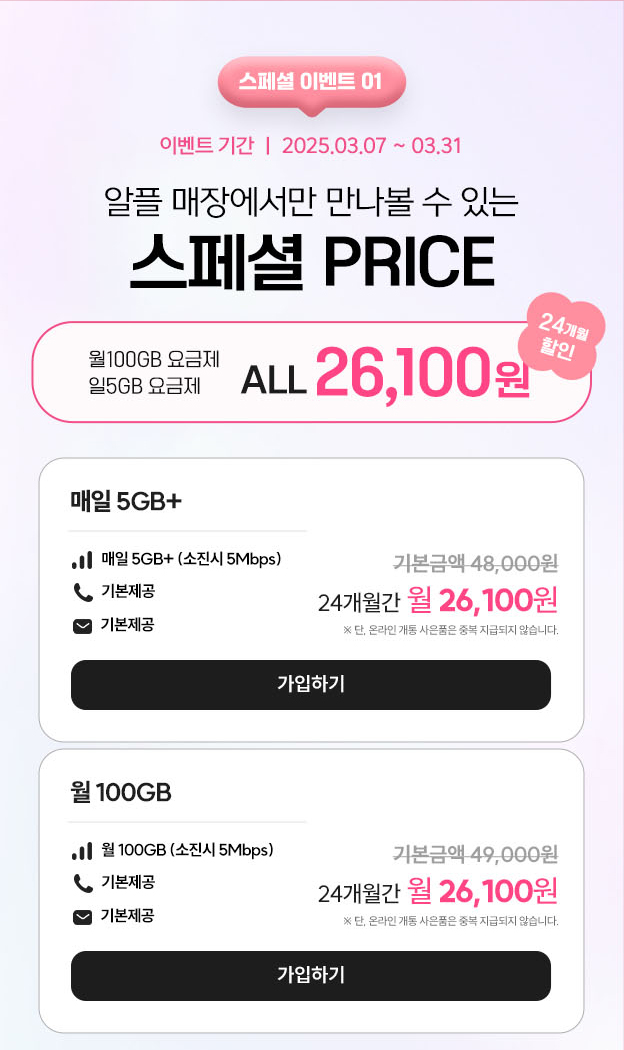 스페셜 이벤트 01
이벤트 기간 | 2025.03.07 ~ 03.31
알플 매장에서만 만나볼 수 있는
스페셜 PRICE
24개월
할인
월100GB 요금제
일5GB 요금제
ALL 26,100원
매일 5GB+
매일 5GB+ (소진시 5Mbps)
기본제공
기본제공
기본금액 48,000원
24개월간 월 26,100원
※ 단, 온라인 개통 사은품은 중복 지급되지 않습니다.
가입하기
월 100GB
월 100GB (소진시 5Mbps)
기본제공
기본제공
기본금액 49,000원
24개월간 월 26,100원
※ 단, 온라인 개통 사은품은 중복 지급되지 않습니다.
가입하기